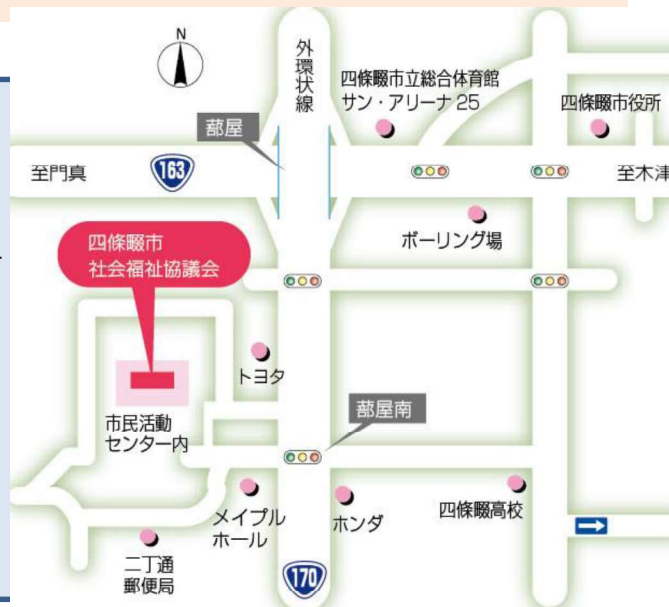 N
外環状線
四條畷市立総合体育館
サン・アリーナ 25
四條畷市役所
蔀屋
至門真
163
至木津
ボーリング場
四條畷市
社会福祉協議会
トヨタ
市民活動
センター内
蔀屋南
メイプル
ホール
ホンダ
四條畷高校
二丁通
郵便局
170